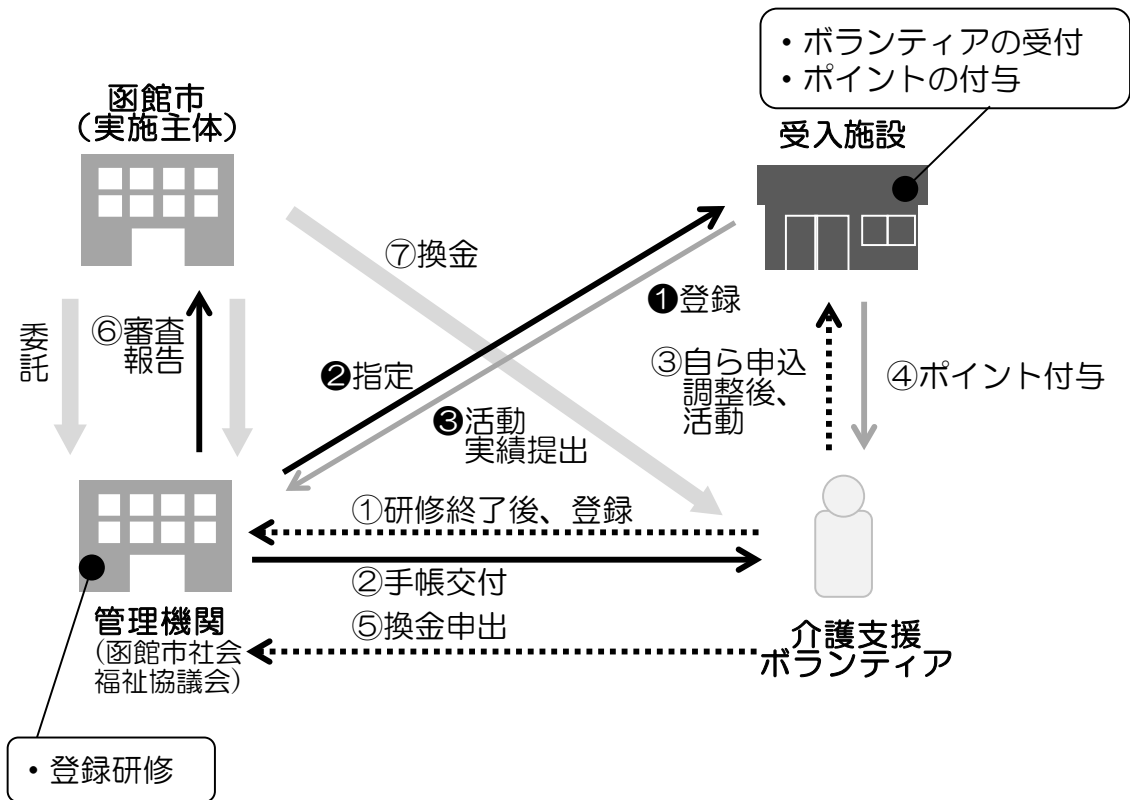 ・ボランティアの受付
・ポイントの付与
函館市
（実施主体）
受入施設
⑦換金
❶登録
委託
⑥審査
報告
❷指定
③自ら申込
調整後、
活動
④ポイント付与
❸活動
実績提出
①研修終了後、登録
②手帳交付
⑤換金申出
管理機関
（函館市社会
福祉協議会）
介護支援
ボランティア
・登録研修